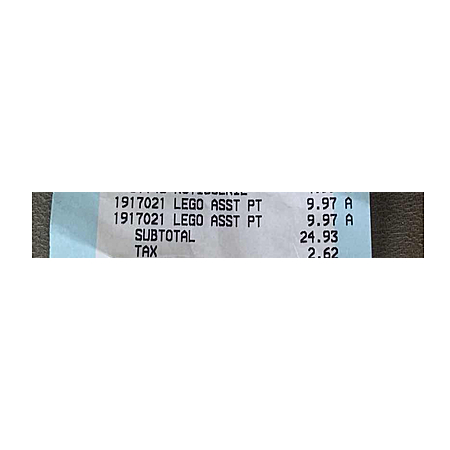 1917021 LEGO ASST PT 9.97 A
1917021 LEGO ASST PT 9.97 A
SUBTOTAL 24.93
TAX 2.62